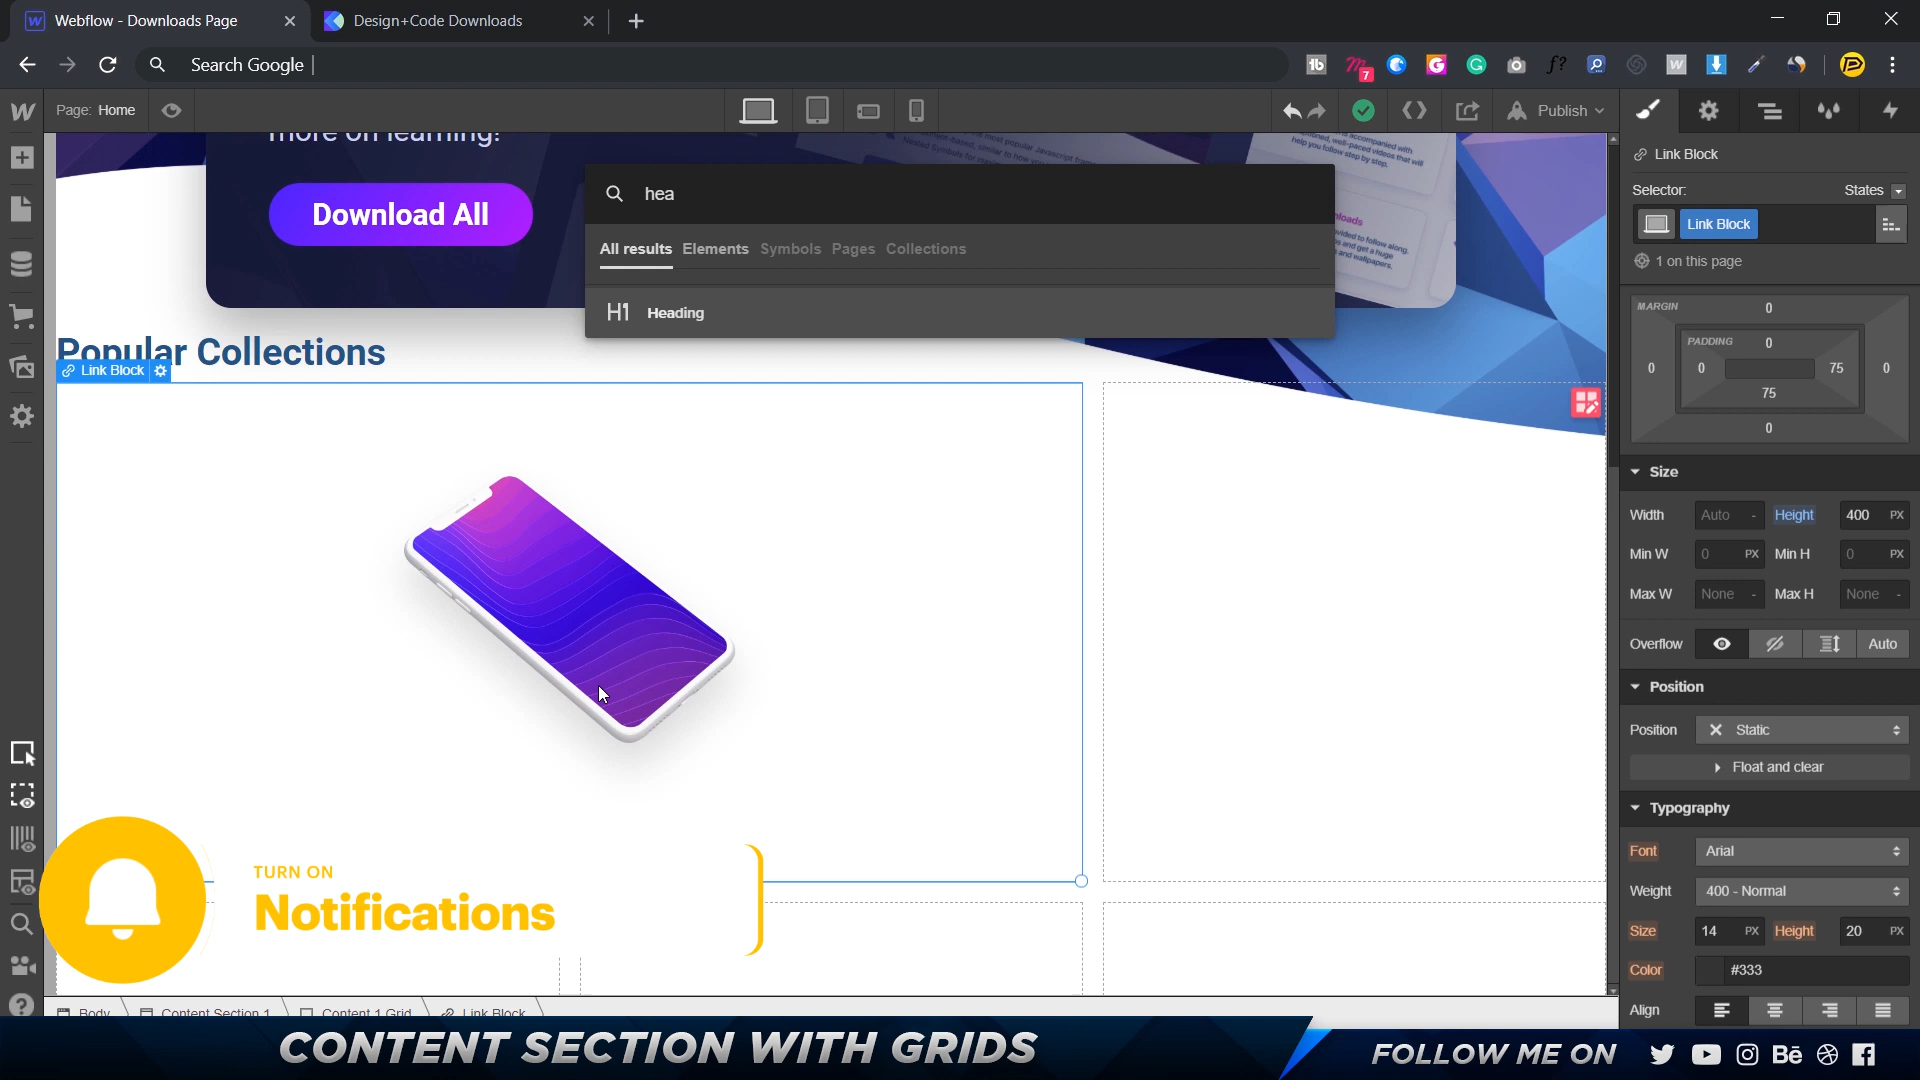 Webflow - Downloads Page
Design+Code Downloads
Search Google
7
Page: Home
Publish
more on learning!
Download All
hea
All results Elements Symbols Pages Collections
H1 Heading
Popular Collections
Link Block
Link Block
Selector:
States
Link Block
1 on this page
MARGIN
0
PADDING
0
0
0
75
0
75
0
Size
Width Auto - Height 400 PX
Min W 0 PX Min H 0 PX
Max W None - Max H None -
Overflow Auto
Position
Position Static
Float and clear
Typography
Font Arial
Weight 400 - Normal
Size 14 PX Height 20 PX
Color #333
Align
TURN ON
Notifications
Body Content Section 1 Content 1 Grid Link Block
CONTENT SECTION WITH GRIDS
FOLLOW ME ON